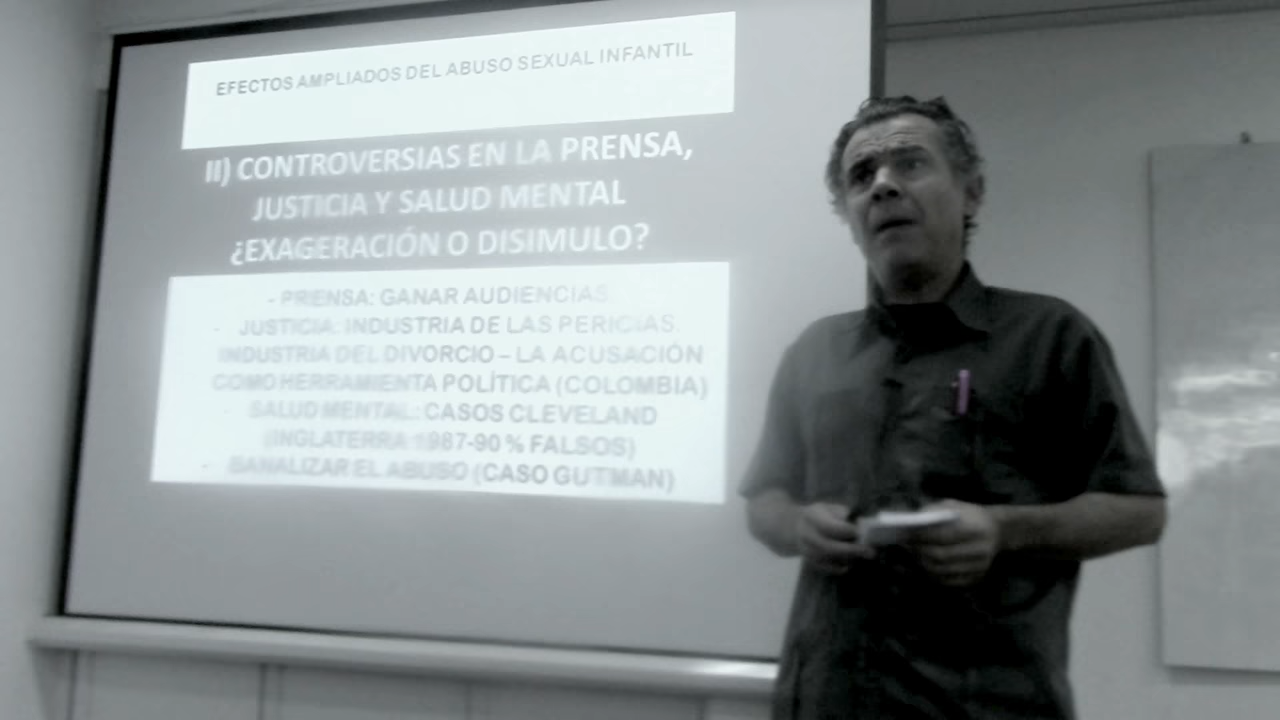 EFECTOS AMPLIADOS DEL ABUSO SEXUAL INFANTIL
II) CONTROVERSIAS EN LA PRENSA,
JUSTICIA Y SALUD MENTAL
¿EXAGERACIÓN O DISIMULO?
- PRENSA: GANAR AUDIENCIAS
- JUSTICIA: INDUSTRIA DE LAS PERICIAS.
INDUSTRIA DEL DIVORCIO – LA ACUSACIÓN
COMO HERRAMIENTA POLÍTICA (COLOMBIA)
- SALUD MENTAL: CASOS CLEVELAND
(INGLATERRA 1987-90 % FALSOS)
- BANALIZAR EL ABUSO (CASO GUTMAN)